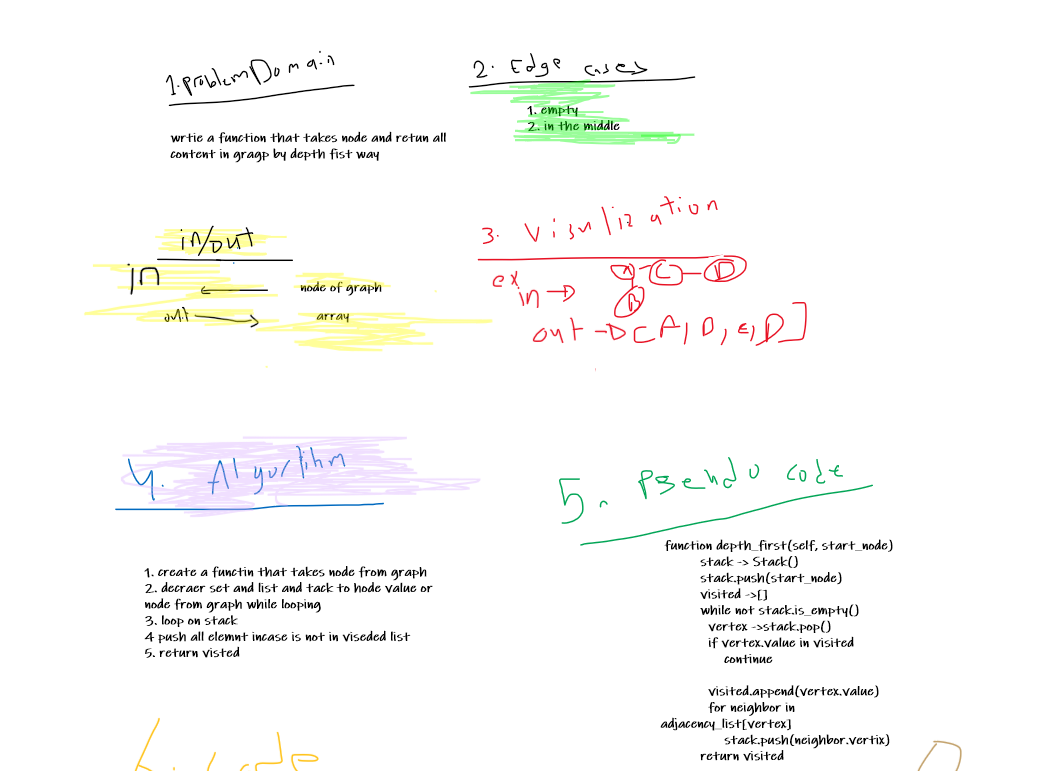 1. problem Domain
wrtie a function that takes node and retun all
content in gragp by depth fist way
2. Edge cases
1. empty
2. in the middle
in/out
in
node of graph
out
array
3. Visulization
ex
in
A C D
B
out [A, B, C, D]
4. Algorithm
1. create a functin that takes node from graph
2. decraer set and list and tack to hode value or
node from graph while looping
3. loop on stack
4 push all elemnt incase is not in viseded list
5. return visted
5. Pseudo code
function depth_first(self, start_node)
stack -> Stack()
stack.push(start_node)
visited ->[]
while not stack.is_empty()
vertex ->stack.pop()
if vertex.value in visited
continue
visited.append(vertex.value)
for neighbor in
adjacency_list[vertex]
stack.push(neighbor.vertix)
return visited
code